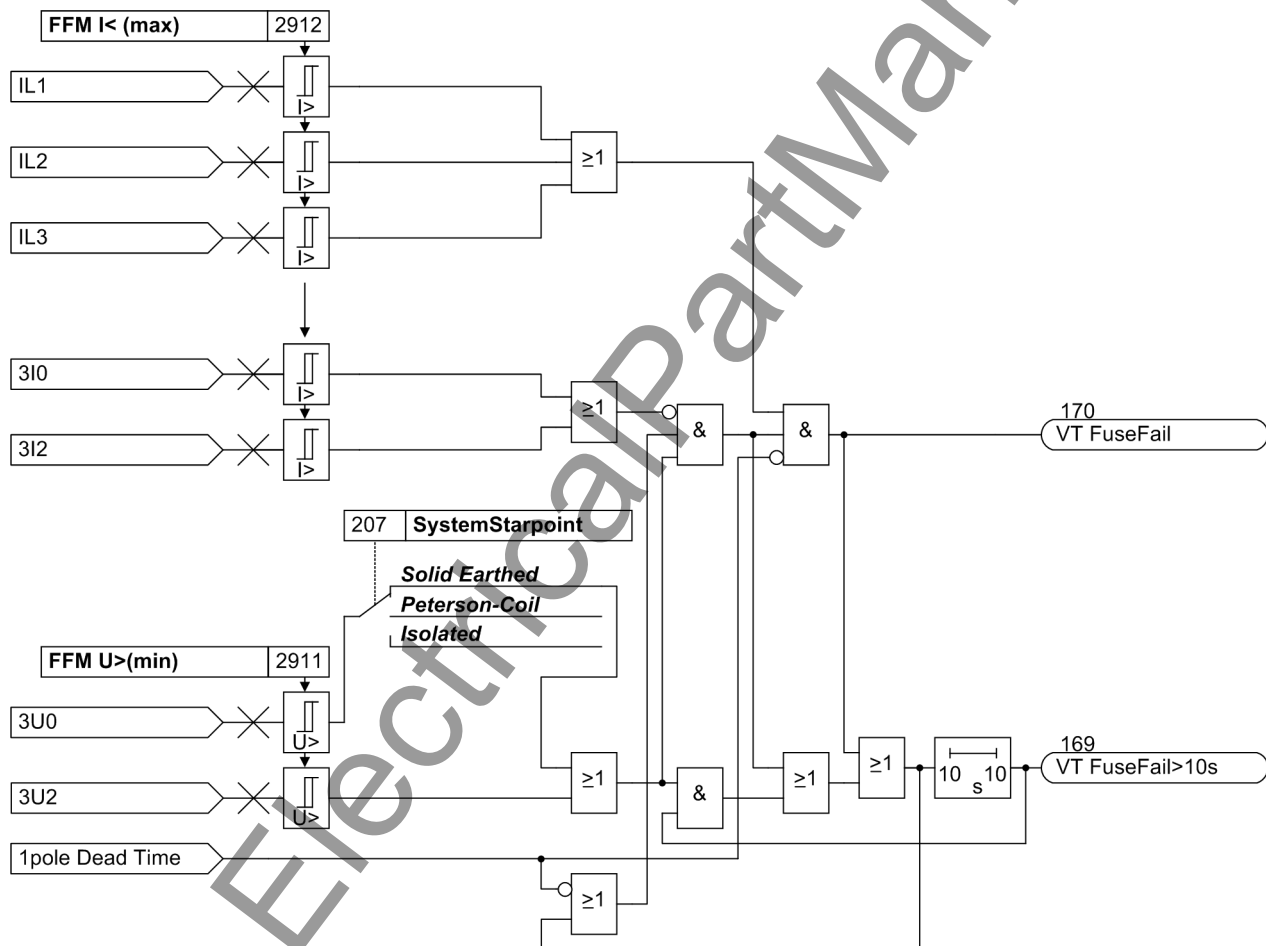 FFM I< (max) 2912
IL1
I>
IL2
I>
IL3
I>
≥1
3I0
I>
3I2
I>
≥1
&
&
170
VT FuseFail
207 SystemStarpoint
Solid Earthed
Peterson-Coil
Isolated
FFM U>(min) 2911
3U0
U>
3U2
U>
≥1
&
≥1
≥1
10 10
s
169
VT FuseFail>10s
1pole Dead Time
≥1
ElectricalPartMan